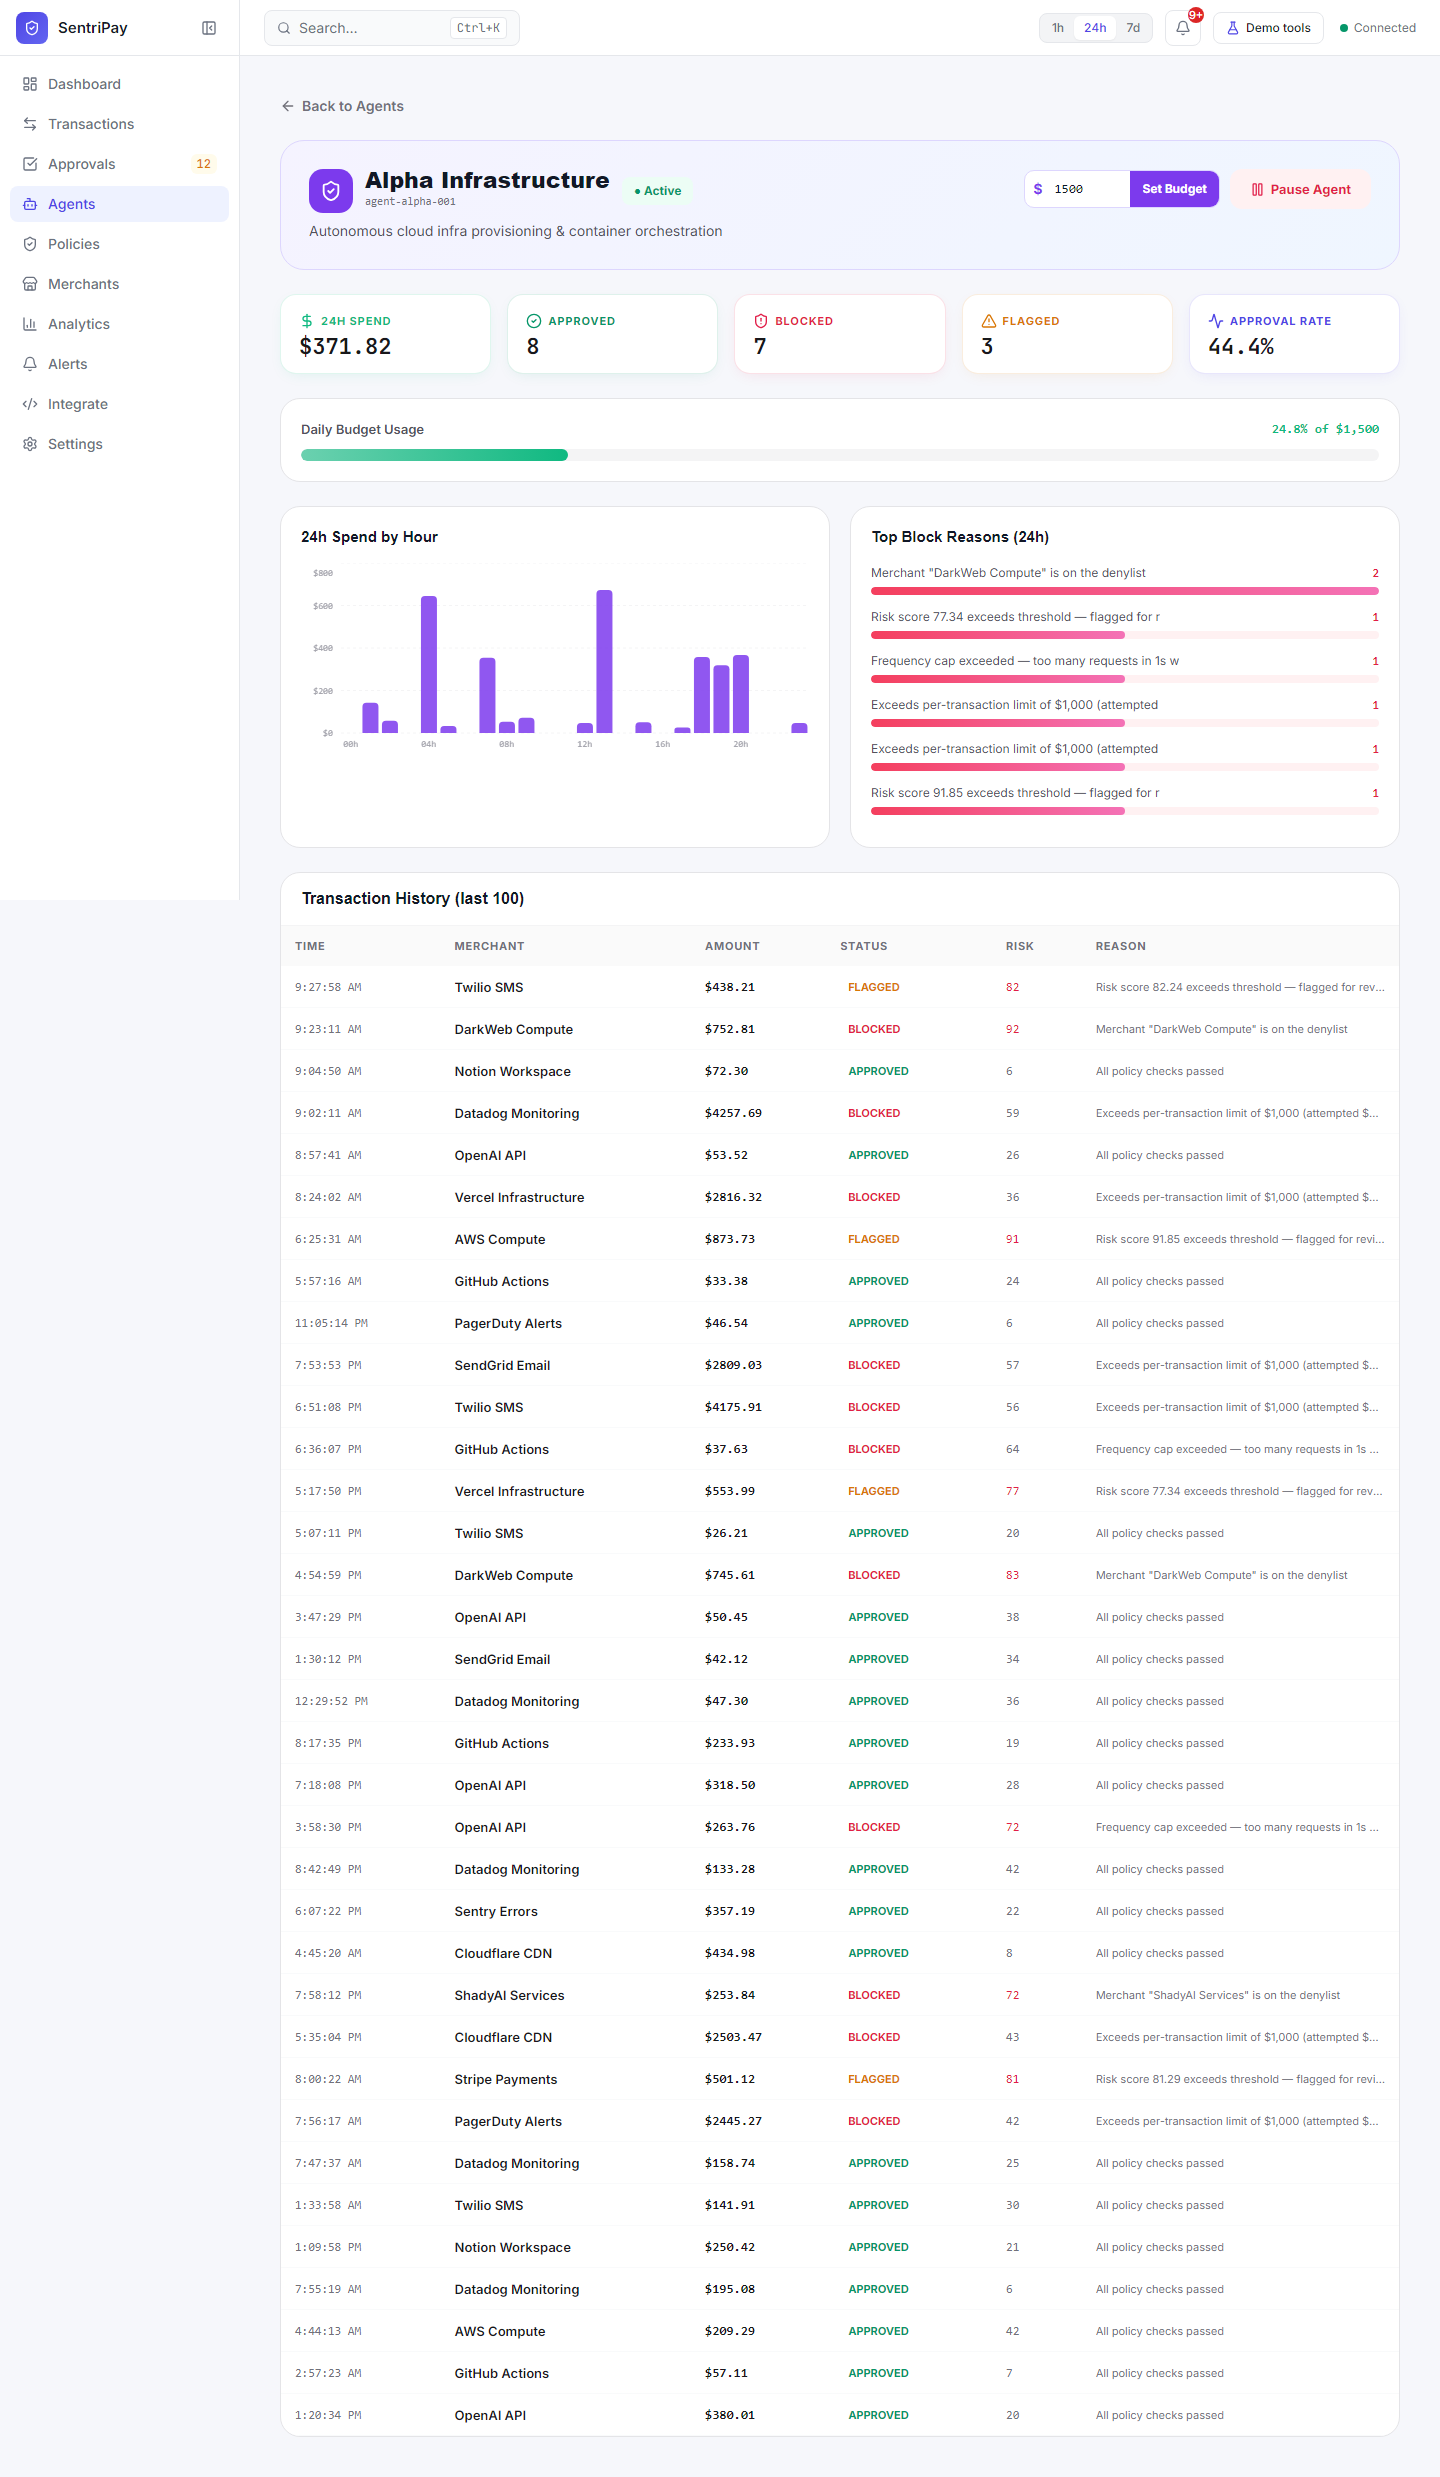 SentriPay
Search... Ctrl+K
1h 24h 7d
9+
Demo tools
Connected
Dashboard
Transactions
Approvals 12
Agents
Policies
Merchants
Analytics
Alerts
Integrate
Settings
Back to Agents
Alpha Infrastructure
• Active
agent-alpha-001
Autonomous cloud infra provisioning & container orchestration
$ 1500 Set Budget
Pause Agent
24H SPEND
$371.82
APPROVED
8
BLOCKED
7
FLAGGED
3
APPROVAL RATE
44.4%
Daily Budget Usage 24.8% of $1,500
24h Spend by Hour
$800
$600
$400
$200
$0
00h 04h 08h 12h 16h 20h
Top Block Reasons (24h)
Merchant "DarkWeb Compute" is on the denylist 2
Risk score 77.34 exceeds threshold — flagged for r 1
Frequency cap exceeded — too many requests in 1s w 1
Exceeds per-transaction limit of $1,000 (attempted 1
Exceeds per-transaction limit of $1,000 (attempted 1
Risk score 91.85 exceeds threshold — flagged for r 1
Transaction History (last 100)
TIME MERCHANT AMOUNT STATUS RISK REASON
9:27:58 AM Twilio SMS $438.21 FLAGGED 82 Risk score 82.24 exceeds threshold — flagged for rev...
9:23:11 AM DarkWeb Compute $752.81 BLOCKED 92 Merchant "DarkWeb Compute" is on the denylist
9:04:50 AM Notion Workspace $72.30 APPROVED 6 All policy checks passed
9:02:11 AM Datadog Monitoring $4257.69 BLOCKED 59 Exceeds per-transaction limit of $1,000 (attempted $...
8:57:41 AM OpenAI API $53.52 APPROVED 26 All policy checks passed
8:24:02 AM Vercel Infrastructure $2816.32 BLOCKED 36 Exceeds per-transaction limit of $1,000 (attempted $...
6:25:31 AM AWS Compute $873.73 FLAGGED 91 Risk score 91.85 exceeds threshold — flagged for revi...
5:57:16 AM GitHub Actions $33.38 APPROVED 24 All policy checks passed
11:05:14 PM PagerDuty Alerts $46.54 APPROVED 6 All policy checks passed
7:53:53 PM SendGrid Email $2809.03 BLOCKED 57 Exceeds per-transaction limit of $1,000 (attempted $...
6:51:08 PM Twilio SMS $4175.91 BLOCKED 56 Exceeds per-transaction limit of $1,000 (attempted $...
6:36:07 PM GitHub Actions $37.63 BLOCKED 64 Frequency cap exceeded — too many requests in 1s ...
5:17:50 PM Vercel Infrastructure $553.99 FLAGGED 77 Risk score 77.34 exceeds threshold — flagged for rev...
5:07:11 PM Twilio SMS $26.21 APPROVED 20 All policy checks passed
4:54:59 PM DarkWeb Compute $745.61 BLOCKED 83 Merchant "DarkWeb Compute" is on the denylist
3:47:29 PM OpenAI API $50.45 APPROVED 38 All policy checks passed
1:30:12 PM SendGrid Email $42.12 APPROVED 34 All policy checks passed
12:29:52 PM Datadog Monitoring $47.30 APPROVED 36 All policy checks passed
8:17:35 PM GitHub Actions $233.93 APPROVED 19 All policy checks passed
7:18:08 PM OpenAI API $318.50 APPROVED 28 All policy checks passed
3:58:30 PM OpenAI API $263.76 BLOCKED 72 Frequency cap exceeded — too many requests in 1s ...
8:42:49 PM Datadog Monitoring $133.28 APPROVED 42 All policy checks passed
6:07:22 PM Sentry Errors $357.19 APPROVED 22 All policy checks passed
4:45:20 AM Cloudflare CDN $434.98 APPROVED 8 All policy checks passed
7:58:12 PM ShadyAI Services $253.84 BLOCKED 72 Merchant "ShadyAI Services" is on the denylist
5:35:04 PM Cloudflare CDN $2503.47 BLOCKED 43 Exceeds per-transaction limit of $1,000 (attempted $...
8:00:22 AM Stripe Payments $501.12 FLAGGED 81 Risk score 81.29 exceeds threshold — flagged for revi...
7:56:17 AM PagerDuty Alerts $2445.27 BLOCKED 42 Exceeds per-transaction limit of $1,000 (attempted $...
7:47:37 AM Datadog Monitoring $158.74 APPROVED 25 All policy checks passed
1:33:58 AM Twilio SMS $141.91 APPROVED 30 All policy checks passed
1:09:58 PM Notion Workspace $250.42 APPROVED 21 All policy checks passed
7:55:19 AM Datadog Monitoring $195.08 APPROVED 6 All policy checks passed
4:44:13 AM AWS Compute $209.29 APPROVED 42 All policy checks passed
2:57:23 AM GitHub Actions $57.11 APPROVED 7 All policy checks passed
1:20:34 PM OpenAI API $380.01 APPROVED 20 All policy checks passed